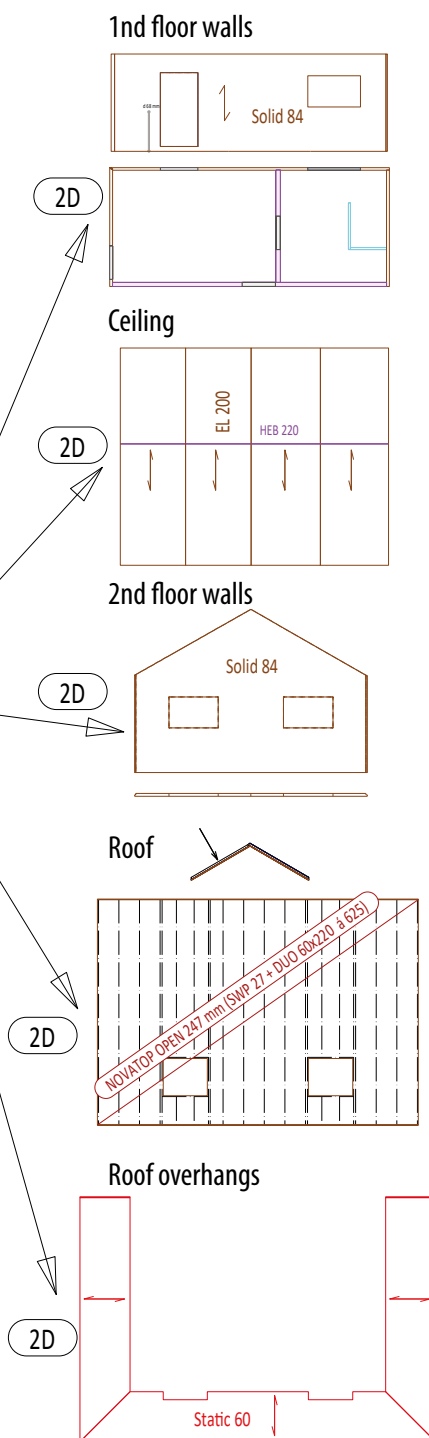 1nd floor walls
Solid 84
2D
Ceiling
EL 200
HEB 220
2D
2nd floor walls
Solid 84
2D
Roof
NOVATOP OPEN 247 mm (SWP 27 + DUO 60x220 á 625)
2D
Roof overhangs
2D
Static 60